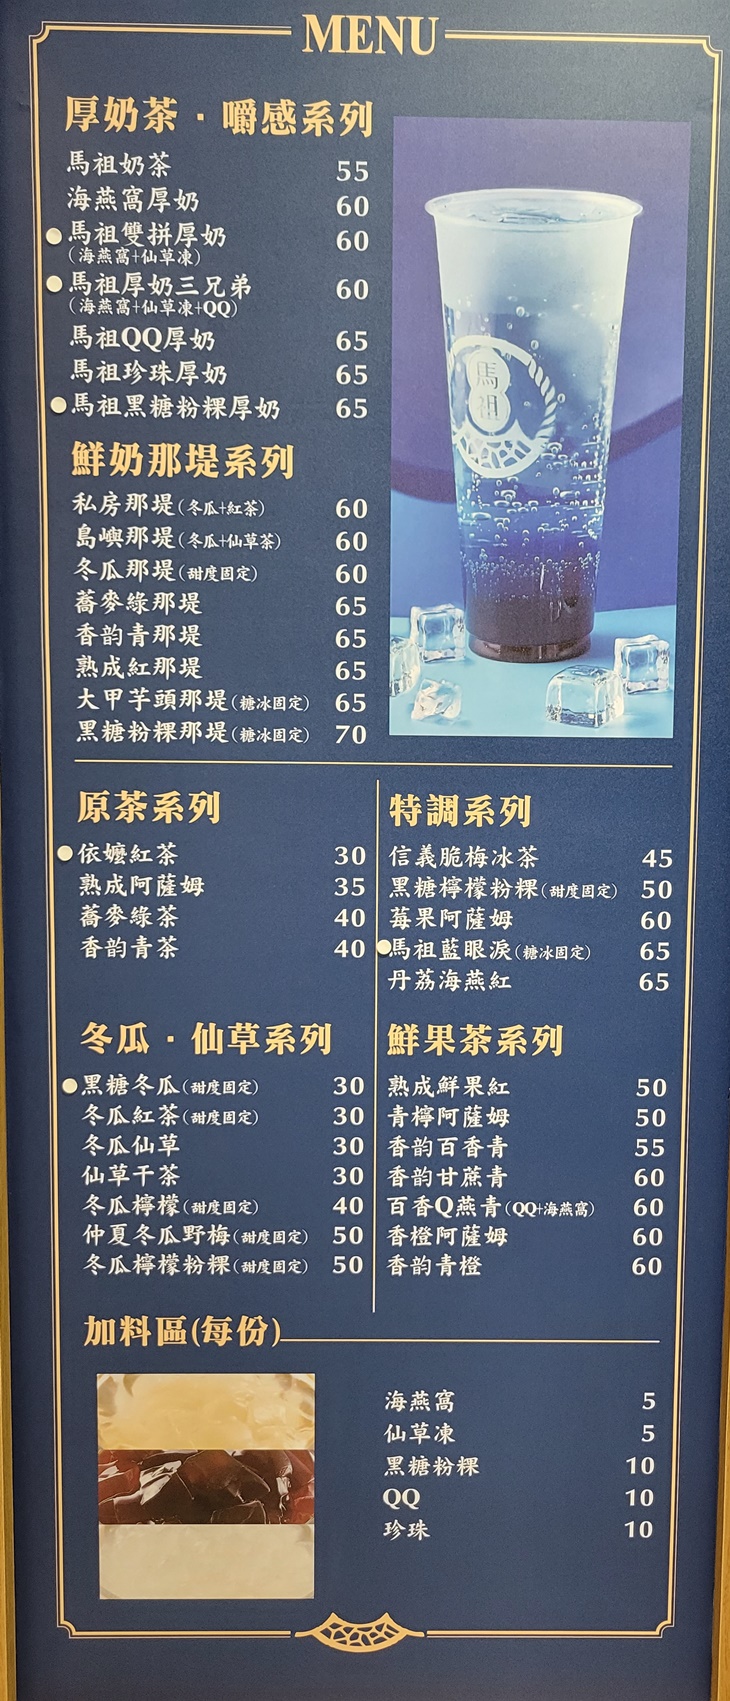 MENU
厚奶茶・嚼感系列
馬祖奶茶 55
海燕窩厚奶 60
馬祖雙拼厚奶 60
(海燕窩+仙草凍)
馬祖厚奶三兄弟 60
(海燕窩+仙草凍+QQ)
馬祖QQ厚奶 65
馬祖珍珠厚奶 65
馬祖黑糖粉粿厚奶 65
馬祖
鮮奶那堤系列
私房那堤(冬瓜+紅茶) 60
島嶼那堤(冬瓜+仙草茶) 60
冬瓜那堤(甜度固定) 60
蕎麥綠那堤 65
香韵青那堤 65
熟成紅那堤 65
大甲芋頭那堤(糖冰固定) 65
黑糖粉粿那堤(糖冰固定) 70
原茶系列
依嬤紅茶 30
熟成阿薩姆 35
蕎麥綠茶 40
香韵青茶 40
特調系列
信義脆梅冰茶 45
黑糖檸檬粉粿(甜度固定) 50
莓果阿薩姆 60
馬祖藍眼淚(糖冰固定) 65
丹荔海燕紅 65
冬瓜・仙草系列
黑糖冬瓜(甜度固定) 30
冬瓜紅茶(甜度固定) 30
冬瓜仙草 30
仙草干茶 30
冬瓜檸檬(甜度固定) 40
仲夏冬瓜野梅(甜度固定) 50
冬瓜檸檬粉粿(甜度固定) 50
鮮果茶系列
熟成鮮果紅 50
青檸阿薩姆 50
香韵百香青 55
香韵甘蔗青 60
百香Q燕青(QQ+海燕窩) 60
香橙阿薩姆 60
香韵青橙 60
加料區(每份)
海燕窩 5
仙草凍 5
黑糖粉粿 10
QQ 10
珍珠 10